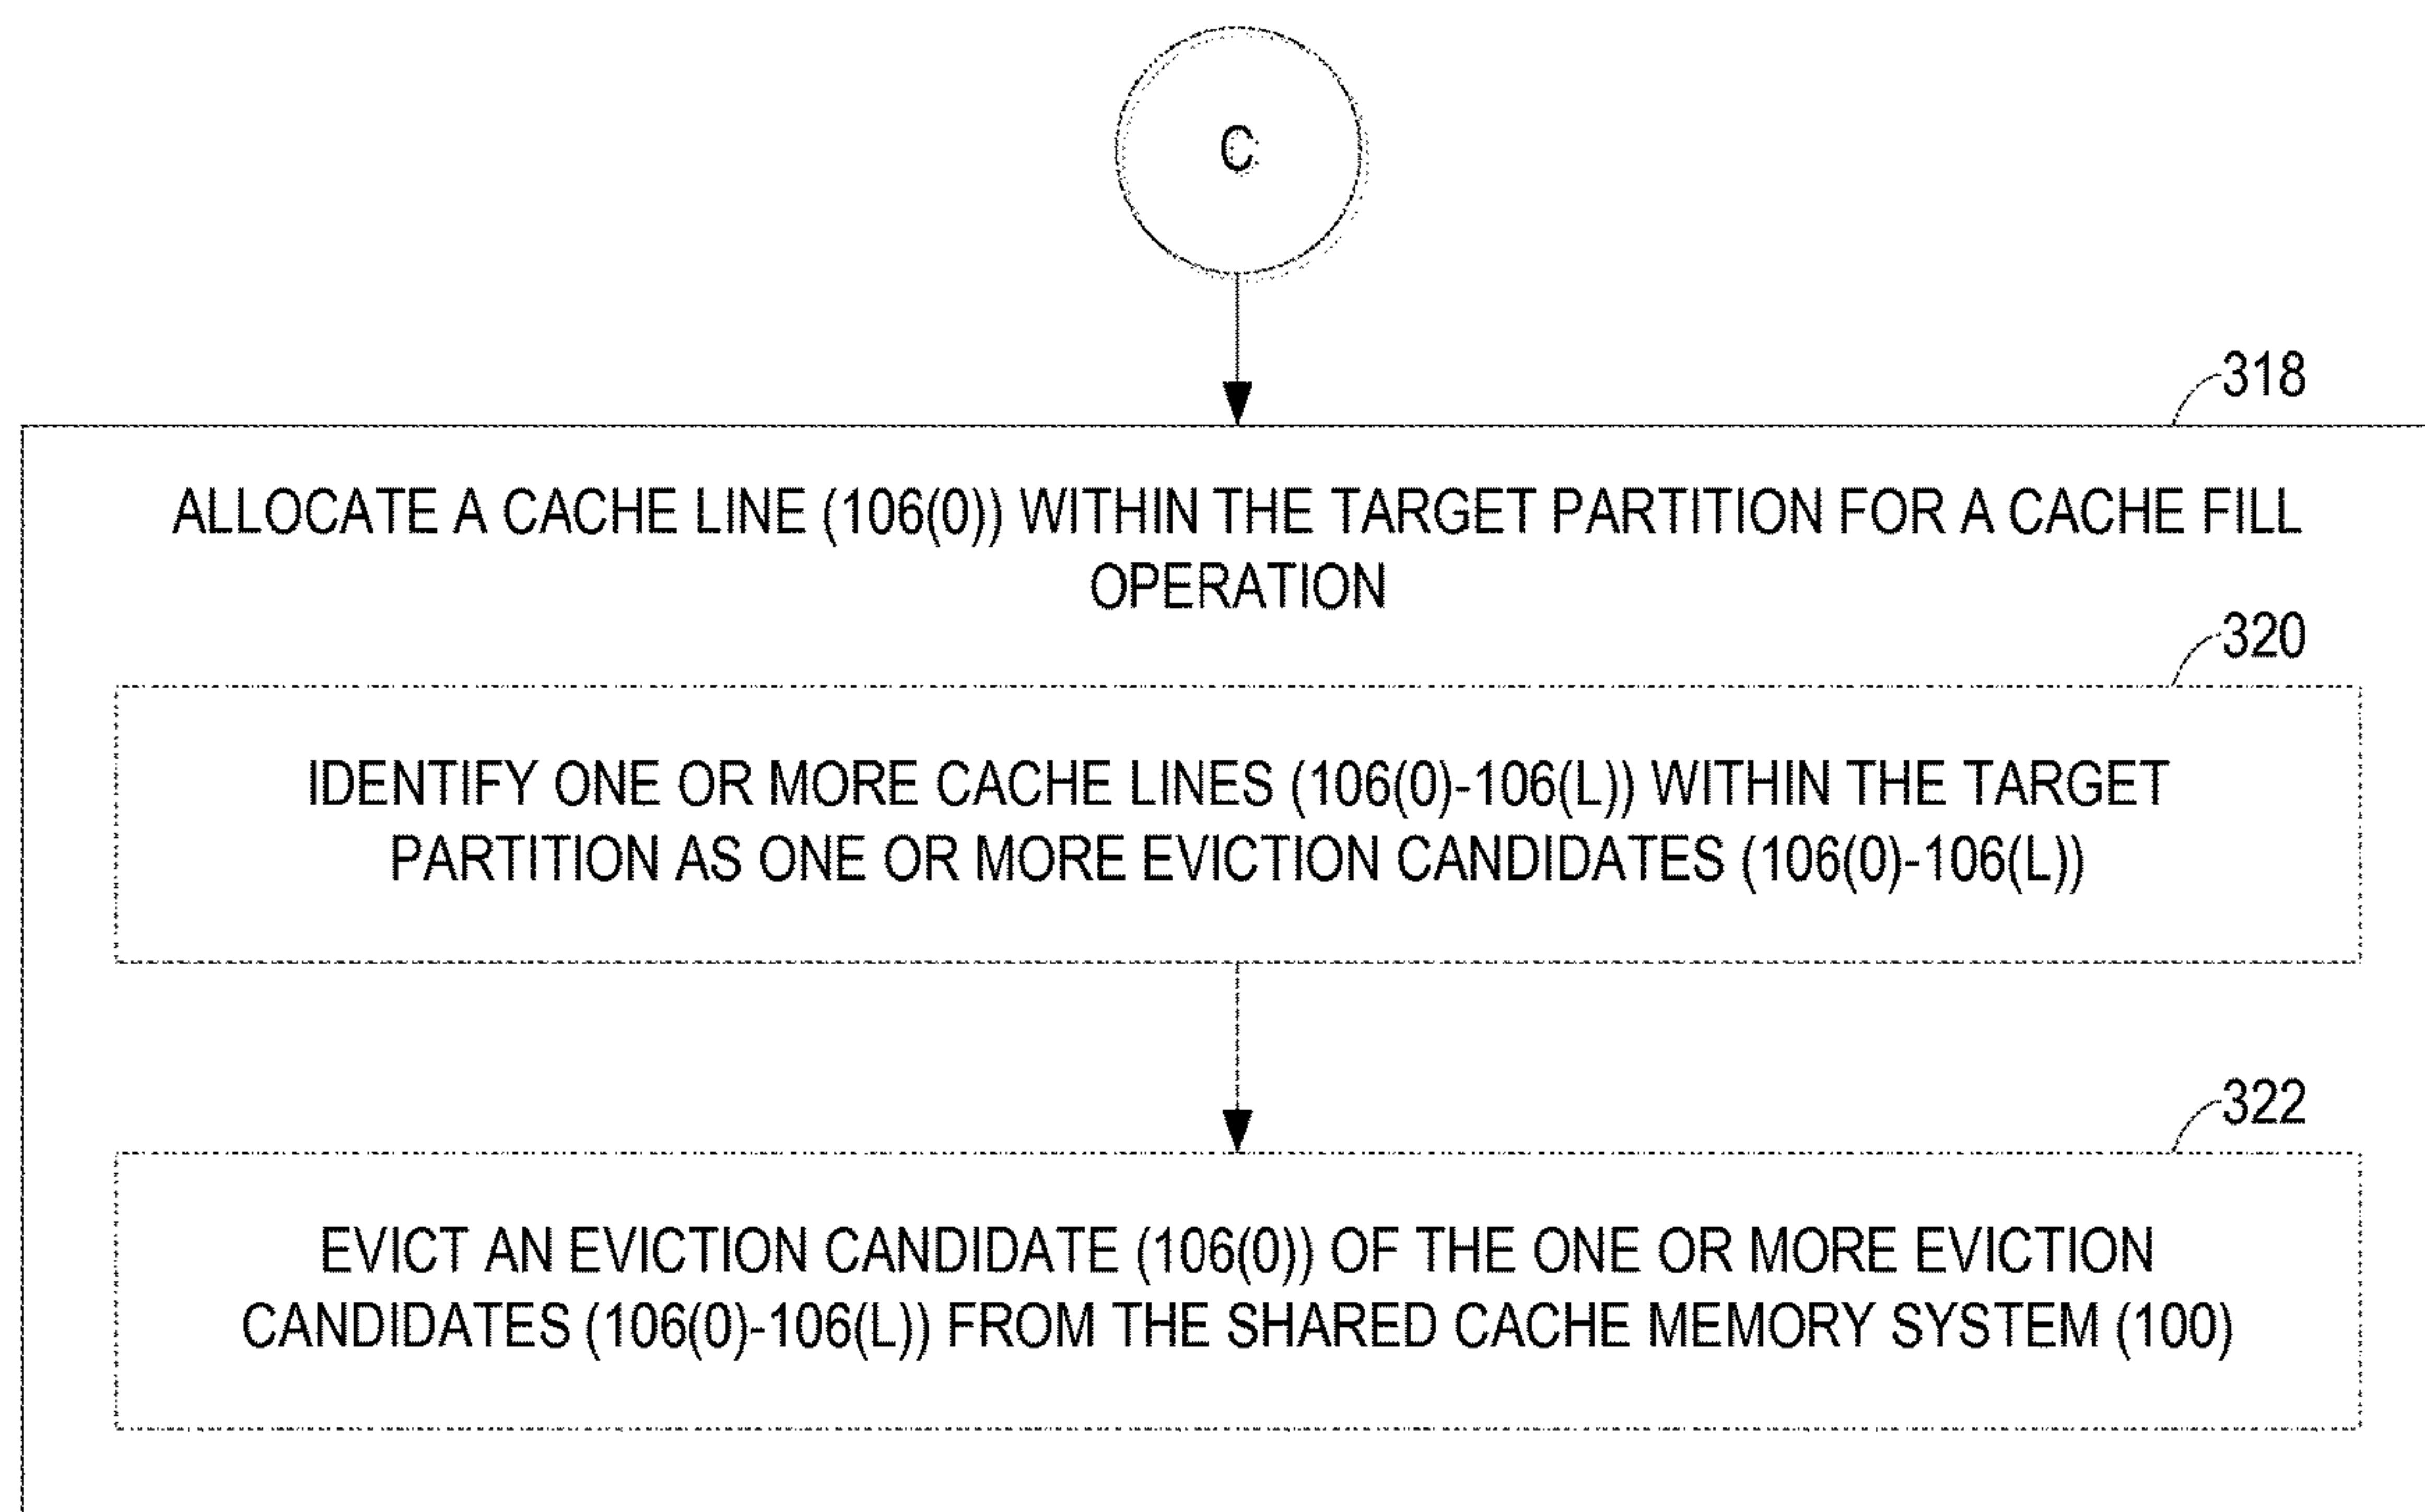 C
318
ALLOCATE A CACHE LINE (106(0)) WITHIN THE TARGET PARTITION FOR A CACHE FILL
OPERATION
320
IDENTIFY ONE OR MORE CACHE LINES (106(0)-106(L)) WITHIN THE TARGET
PARTITION AS ONE OR MORE EVICTION CANDIDATES (106(0)-106(L))
322
EVICT AN EVICTION CANDIDATE (106(0)) OF THE ONE OR MORE EVICTION
CANDIDATES (106(0)-106(L)) FROM THE SHARED CACHE MEMORY SYSTEM (100)